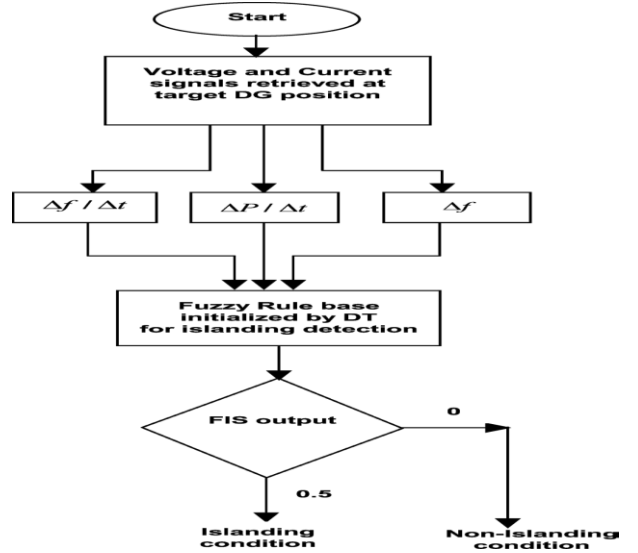 Start
Voltage and Current
signals retrieved at
target DG position
Δf / Δt
ΔP / Δt
Δf
Fuzzy Rule base
initialized by DT
for islanding detection
FIS output
0
0.5
Islanding
condition
Non-Islanding
condition